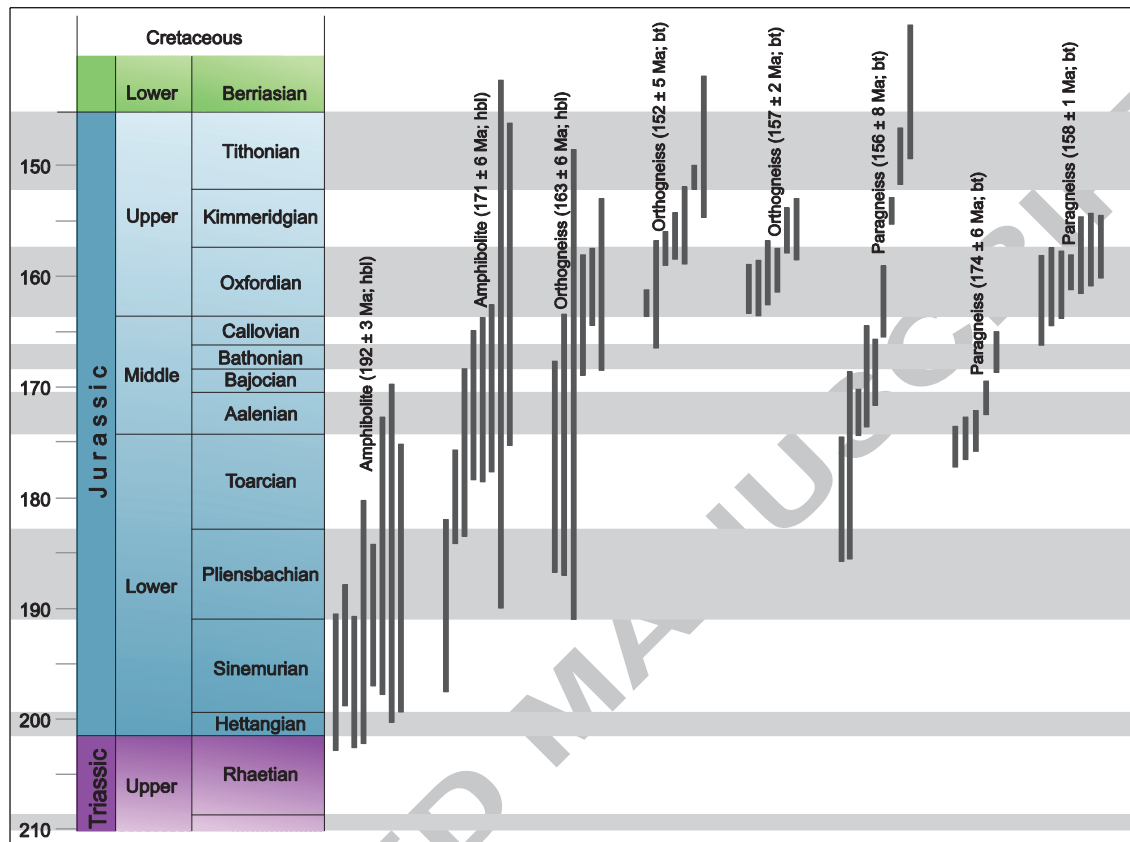 Cretaceous
Lower
Berriasian
Jurassic
Upper
Tithonian
Kimmeridgian
Oxfordian
Middle
Callovian
Bathonian
Bajocian
Aalenian
Lower
Toarcian
Pliensbachian
Sinemurian
Hettangian
Triassic
Upper
Rhaetian
150
160
170
180
190
200
210
Amphibolite (192 ± 3 Ma; hbl)
Amphibolite (171 ± 6 Ma; hbl)
Orthogneiss (163 ± 6 Ma; hbl)
Orthogneiss (152 ± 5 Ma; bt)
Orthogneiss (157 ± 2 Ma; bt)
Paragneiss (156 ± 8 Ma; bt)
Paragneiss (174 ± 6 Ma; bt)
Paragneiss (158 ± 1 Ma; bt)